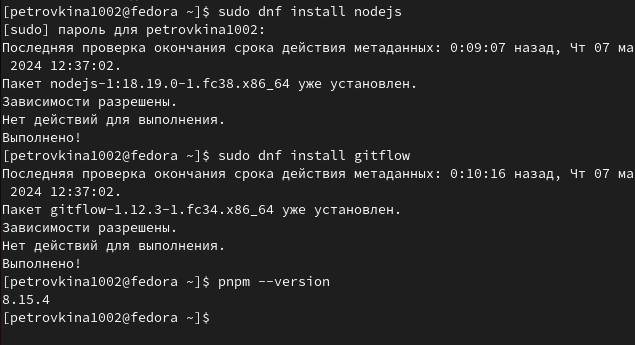 [petrovkina1002@fedora ~]$ sudo dnf install nodejs
[sudo] пароль для petrovkina1002:
Последняя проверка окончания срока действия метаданных: 0:09:07 назад, Чт 07 ма
 2024 12:37:02.
Пакет nodejs-1:18.19.0-1.fc38.x86_64 уже установлен.
Зависимости разрешены.
Нет действий для выполнения.
Выполнено!
[petrovkina1002@fedora ~]$ sudo dnf install gitflow
Последняя проверка окончания срока действия метаданных: 0:10:16 назад, Чт 07 ма
 2024 12:37:02.
Пакет gitflow-1.12.3-1.fc34.x86_64 уже установлен.
Зависимости разрешены.
Нет действий для выполнения.
Выполнено!
[petrovkina1002@fedora ~]$ pnpm --version
8.15.4
[petrovkina1002@fedora ~]$